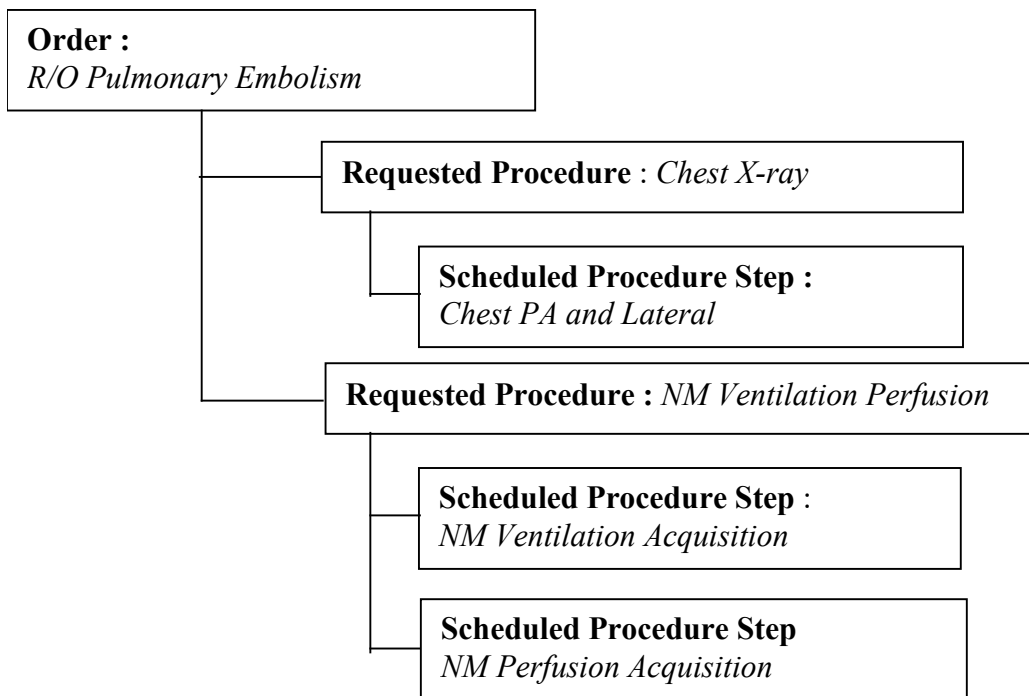 Order :
R/O Pulmonary Embolism
Requested Procedure : Chest X-ray
Scheduled Procedure Step :
Chest PA and Lateral
Requested Procedure : NM Ventilation Perfusion
Scheduled Procedure Step :
NM Ventilation Acquisition
Scheduled Procedure Step
NM Perfusion Acquisition